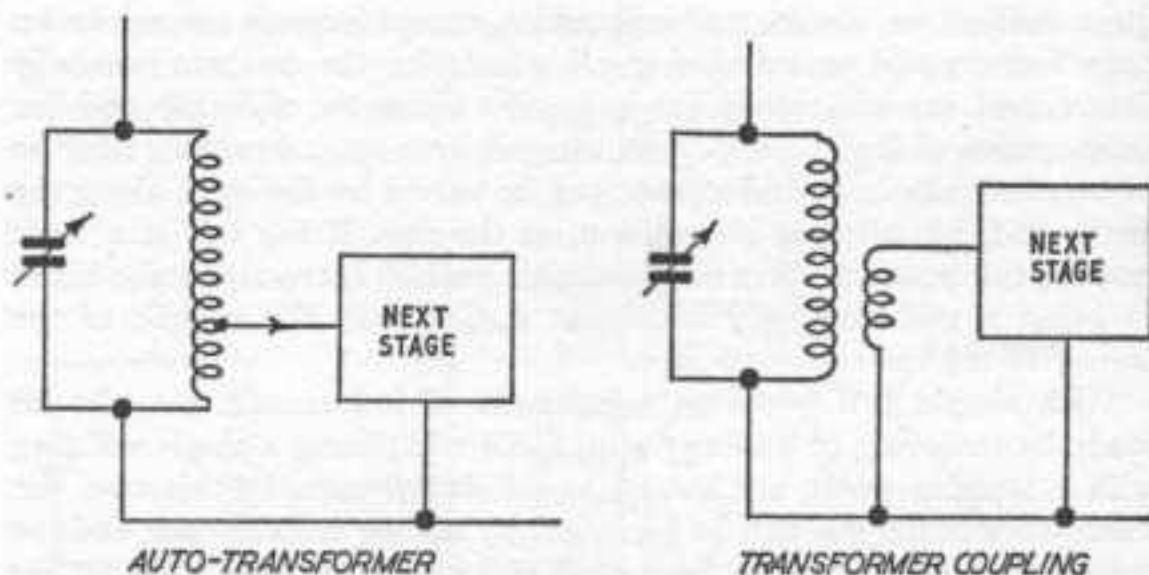 NEXT
STAGE
AUTO-TRANSFORMER
NEXT
STAGE
TRANSFORMER COUPLING